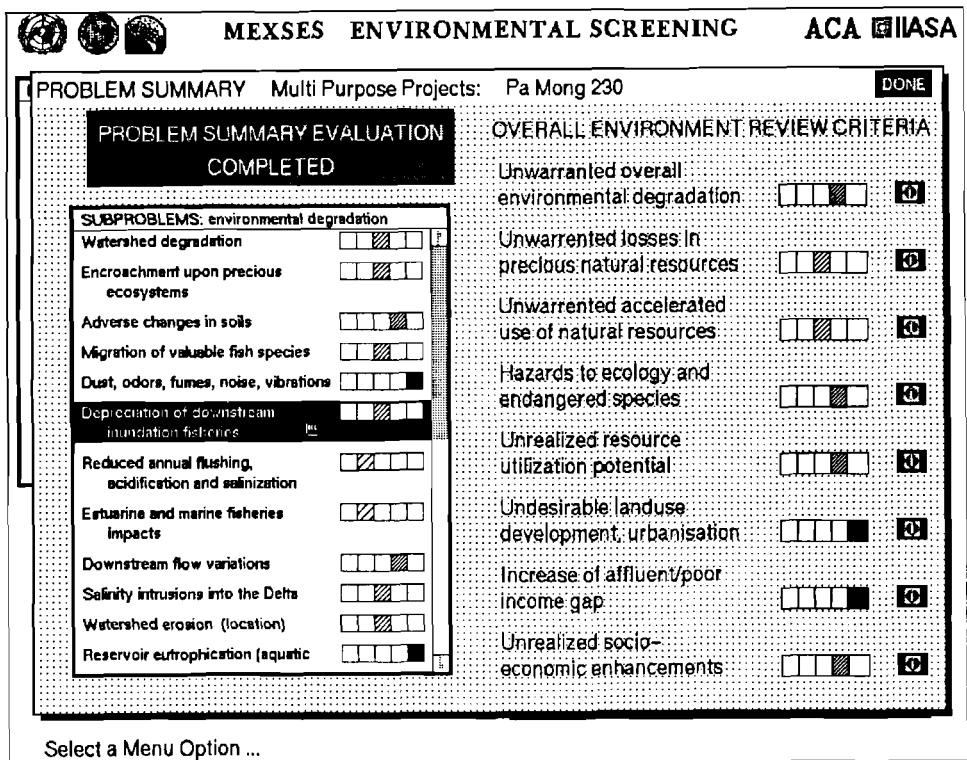 MEXSES ENVIRONMENTAL SCREENING ACA IIASA
PROBLEM SUMMARY Multi Purpose Projects: Pa Mong 230 DONE
PROBLEM SUMMARY EVALUATION
COMPLETED
SUBPROBLEMS: environmental degradation
Watershed degradation
Encroachment upon precious
ecosystems
Adverse changes in soils
Migration of valuable fish species
Dust, odors, fumes, noise, vibrations
Depreciation of downstream
inundation fisheries
Reduced annual flushing,
acidification and salinization
Estuarine and marine fisheries
impacts
Downstream flow variations
Salinity intrusions into the Delta
Watershed erosion (location)
Reservoir eutrophication (aquatic
OVERALL ENVIRONMENT REVIEW CRITERIA
Unwarranted overall
environmental degradation
Unwarrented losses in
precious natural resources
Unwarrented accelerated
use of natural resources
Hazards to ecology and
endangered species
Unrealized resource
utilization potential
Undesirable landuse
development, urbanisation
Increase of affluent/poor
income gap
Unrealized socio-
economic enhancements
Select a Menu Option ...